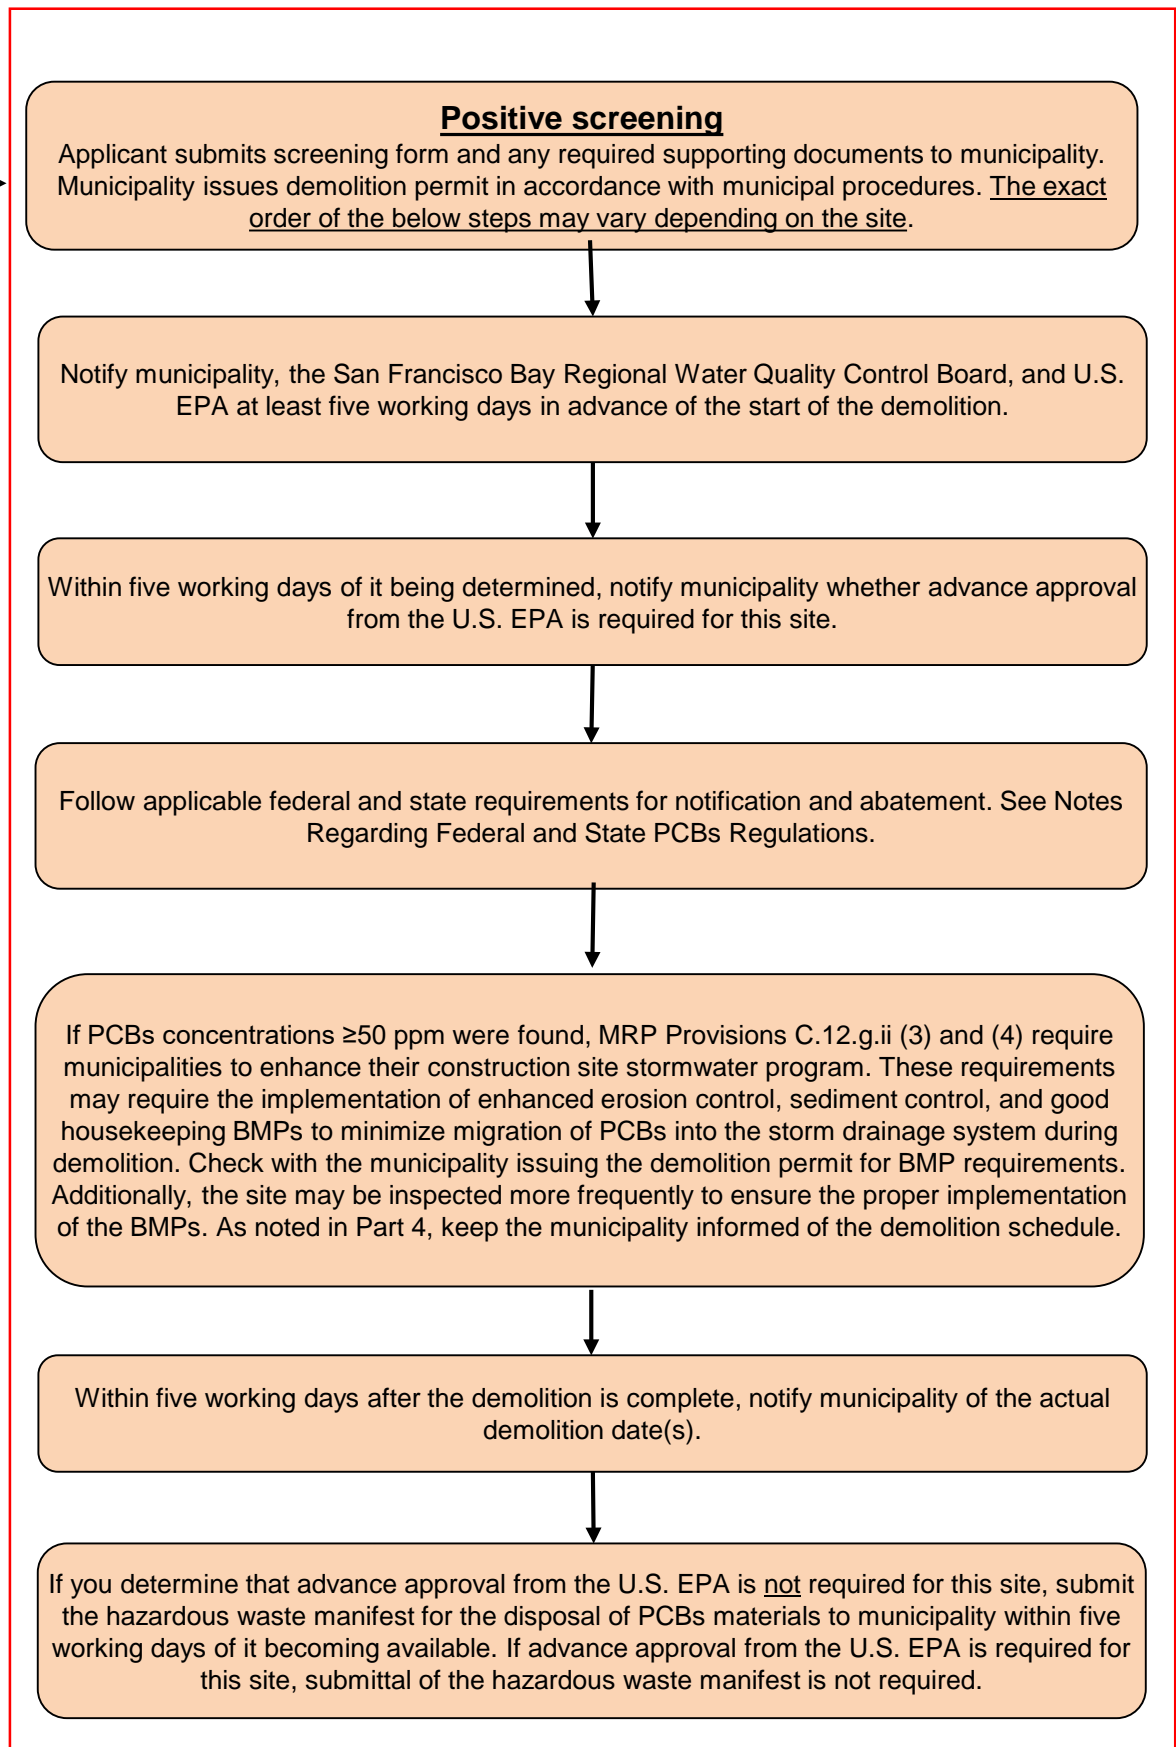 Positive screening
Applicant submits screening form and any required supporting documents to municipality.
Municipality issues demolition permit in accordance with municipal procedures. The exact
order of the below steps may vary depending on the site.
Notify municipality, the San Francisco Bay Regional Water Quality Control Board, and U.S.
EPA at least five working days in advance of the start of the demolition.
Within five working days of it being determined, notify municipality whether advance approval
from the U.S. EPA is required for this site.
Follow applicable federal and state requirements for notification and abatement. See Notes
Regarding Federal and State PCBs Regulations.
If PCBs concentrations ≥50 ppm were found, MRP Provisions C.12.g.ii (3) and (4) require
municipalities to enhance their construction site stormwater program. These requirements
may require the implementation of enhanced erosion control, sediment control, and good
housekeeping BMPs to minimize migration of PCBs into the storm drainage system during
demolition. Check with the municipality issuing the demolition permit for BMP requirements.
Additionally, the site may be inspected more frequently to ensure the proper implementation
of the BMPs. As noted in Part 4, keep the municipality informed of the demolition schedule.
Within five working days after the demolition is complete, notify municipality of the actual
demolition date(s).
If you determine that advance approval from the U.S. EPA is not required for this site, submit
the hazardous waste manifest for the disposal of PCBs materials to municipality within five
working days of it becoming available. If advance approval from the U.S. EPA is required for
this site, submittal of the hazardous waste manifest is not required.